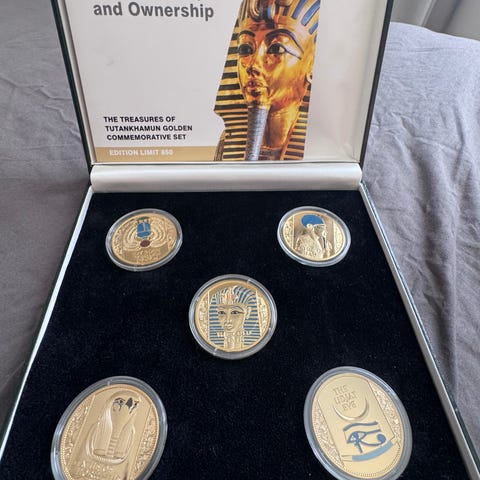 and Ownership
THE TREASURES OF
TUTANKHAMUN GOLDEN
COMMEMORATIVE SET
EDITION LIMIT 850
THE
UDJAT
EYE